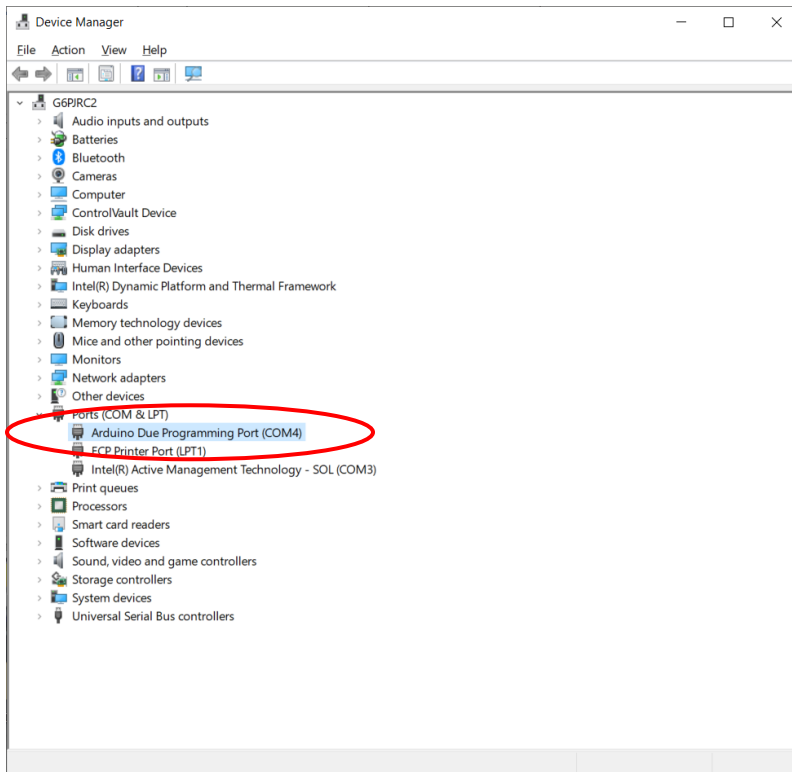 Device Manager
File Action View Help
G6PJRC2
Audio inputs and outputs
Batteries
Bluetooth
Cameras
Computer
ControlVault Device
Disk drives
Display adapters
Human Interface Devices
Intel(R) Dynamic Platform and Thermal Framework
Keyboards
Memory technology devices
Mice and other pointing devices
Monitors
Network adapters
Other devices
Ports (COM & LPT)
Arduino Due Programming Port (COM4)
ECP Printer Port (LPT1)
Intel(R) Active Management Technology - SOL (COM3)
Print queues
Processors
Smart card readers
Software devices
Sound, video and game controllers
Storage controllers
System devices
Universal Serial Bus controllers